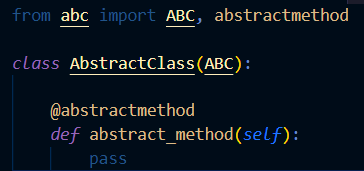 from abc import ABC, abstractmethod
class AbstractClass(ABC):
@abstractmethod
def abstract_method(self):
pass